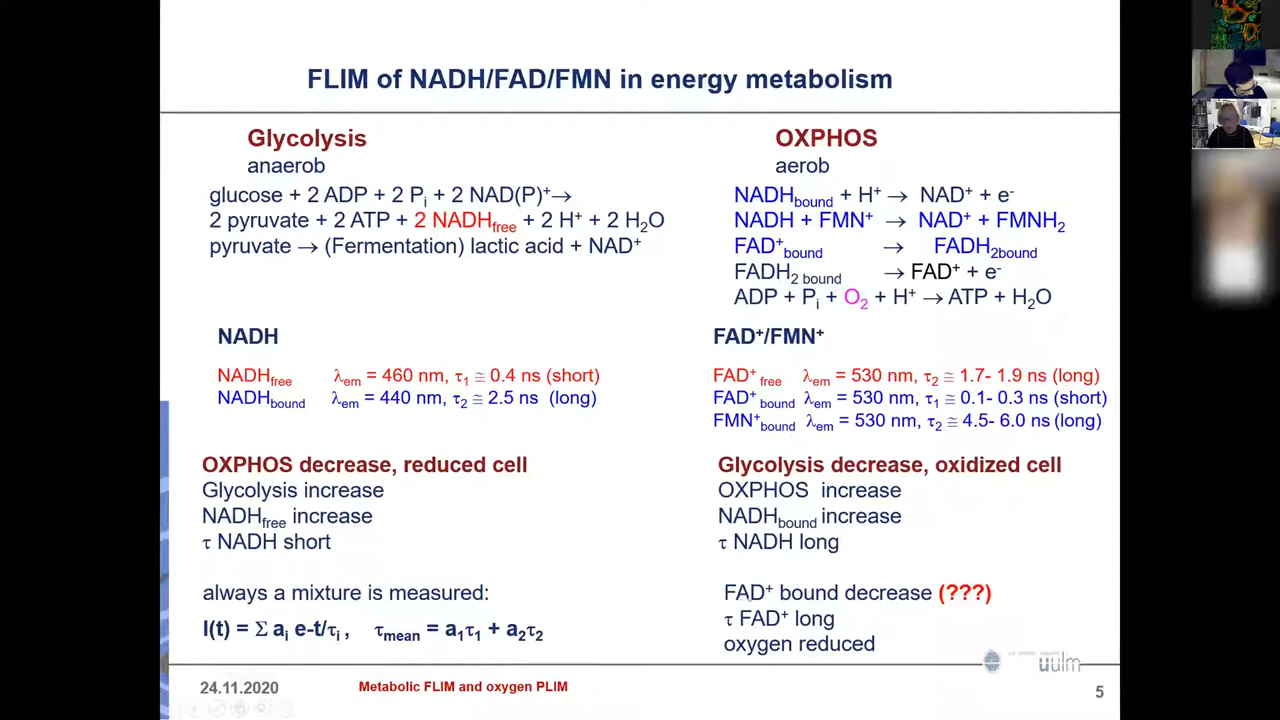 FLIM of NADH/FAD/FMN in energy metabolism
Glycolysis
anaerob
glucose + 2 ADP + 2 Pi + 2 NAD(P)+→
2 pyruvate + 2 ATP + 2 NADHfree + 2 H+ + 2 H2O
pyruvate → (Fermentation) lactic acid + NAD+
OXPHOS
aerob
NADHbound + H+ → NAD+ + e-
NADH + FMN+ → NAD+ + FMNH2
FAD+bound → FADH2bound
FADH2 bound → FAD+ + e-
ADP + Pi + O2 + H+ → ATP + H2O
NADH
NADHfree λem = 460 nm, τ1 ≅ 0.4 ns (short)
NADHbound λem = 440 nm, τ2 ≅ 2.5 ns (long)
FAD+/FMN+
FAD+ free λem = 530 nm, τ2 ≅ 1.7- 1.9 ns (long)
FAD+ bound λem = 530 nm, τ1 ≅ 0.1- 0.3 ns (short)
FMN+bound λem = 530 nm, τ2 ≅ 4.5- 6.0 ns (long)
OXPHOS decrease, reduced cell
Glycolysis increase
NADHfree increase
τ NADH short
always a mixture is measured:
I(t) = Σ ai e-t/τi , τmean = a1τ1 + a2τ2
Glycolysis decrease, oxidized cell
OXPHOS increase
NADHbound increase
τ NADH long
FAD+ bound decrease (???)
τ FAD+ long
oxygen reduced
uulm
24.11.2020
Metabolic FLIM and oxygen PLIM
5